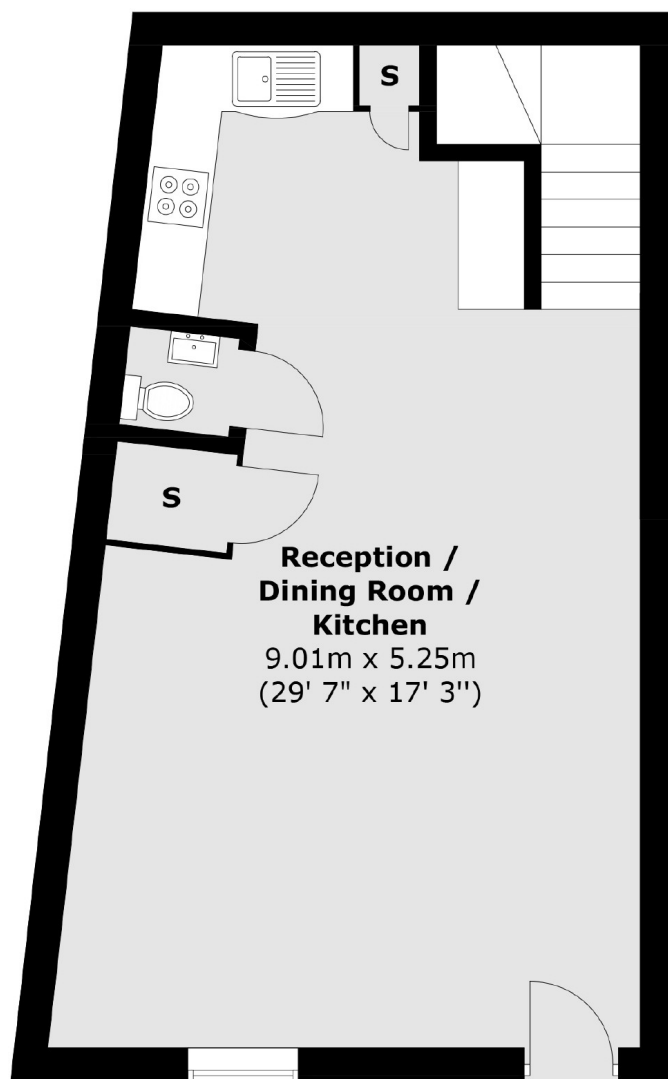 S
S
Reception /
Dining Room /
Kitchen
9.01m x 5.25m
(29' 7" x 17' 3'')